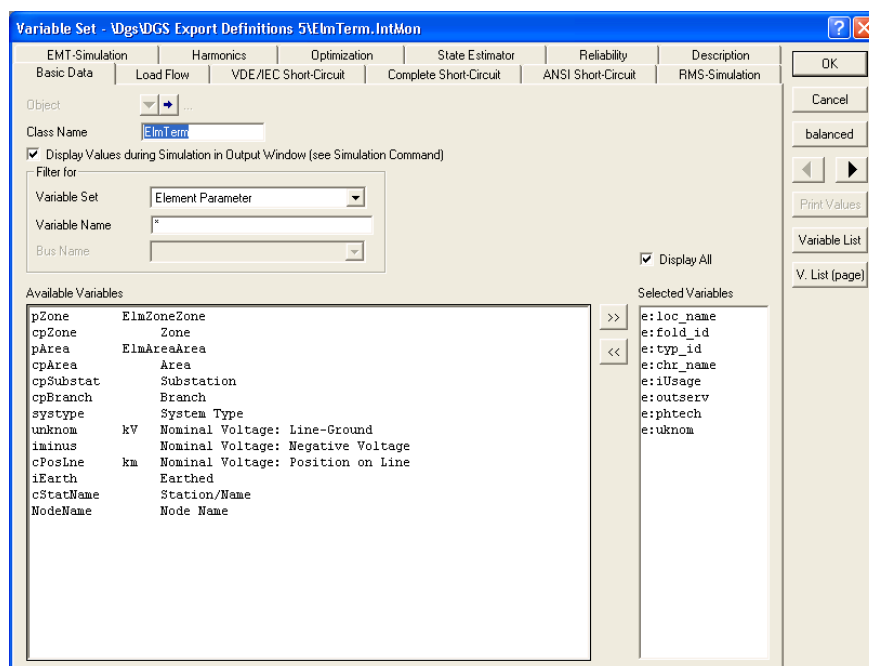 Variable Set - \Dgs\DGS Export Definitions 5\ElmTerm.IntMon
EMT-Simulation Harmonics Optimization State Estimator Reliability Description
Basic Data Load Flow VDE/IEC Short-Circuit Complete Short-Circuit ANSI Short-Circuit RMS-Simulation
OK
Object ...
Cancel
Class Name ElmTerm
balanced
Display Values during Simulation in Output Window (see Simulation Command)
Filter for
Variable Set Element Parameter
Print Values
Variable Name *
Variable List
Bus Name
Display All
V. List (page)
Available Variables
Selected Variables
pZone ElmZoneZone
cpZone Zone
pArea ElmAreaArea
cpArea Area
cpSubstat Substation
cpBranch Branch
systype System Type
unknom kV Nominal Voltage: Line-Ground
iminus Nominal Voltage: Negative Voltage
cPosLne km Nominal Voltage: Position on Line
iEarth Earthed
cStatName Station/Name
NodeName Node Name
>>
<<
e:loc_name
e:fold_id
e:typ_id
e:chr_name
e:iUsage
e:outserv
e:phtech
e:uknom